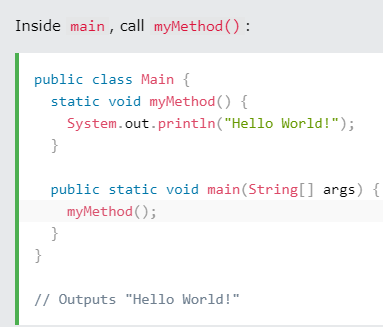 Inside main , call myMethod() :
public class Main {
  static void myMethod() {
    System.out.println("Hello World!");
  }

  public static void main(String[] args) {
    myMethod();
  }
}

// Outputs "Hello World!"